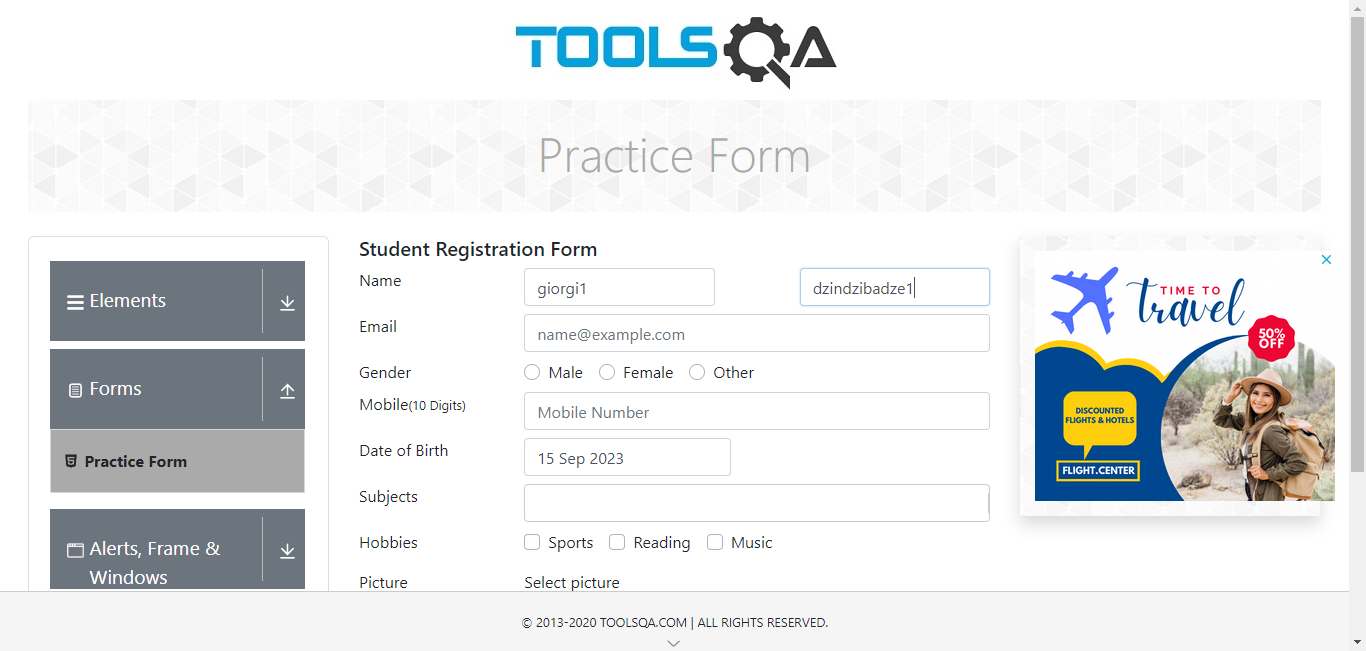 TOOLSQA
Practice Form
Elements
Forms
Practice Form
Alerts, Frame &
Windows
Student Registration Form
Name giorgi1 dzindzibadze1
Email name@example.com
Gender Male Female Other
Mobile(10 Digits) Mobile Number
Date of Birth 15 Sep 2023
Subjects
Hobbies Sports Reading Music
Picture Select picture
TIME TO
travel
50%
OFF
DISCOUNTED
FLIGHTS & HOTELS
FLIGHT.CENTER
© 2013-2020 TOOLSQA.COM | ALL RIGHTS RESERVED.